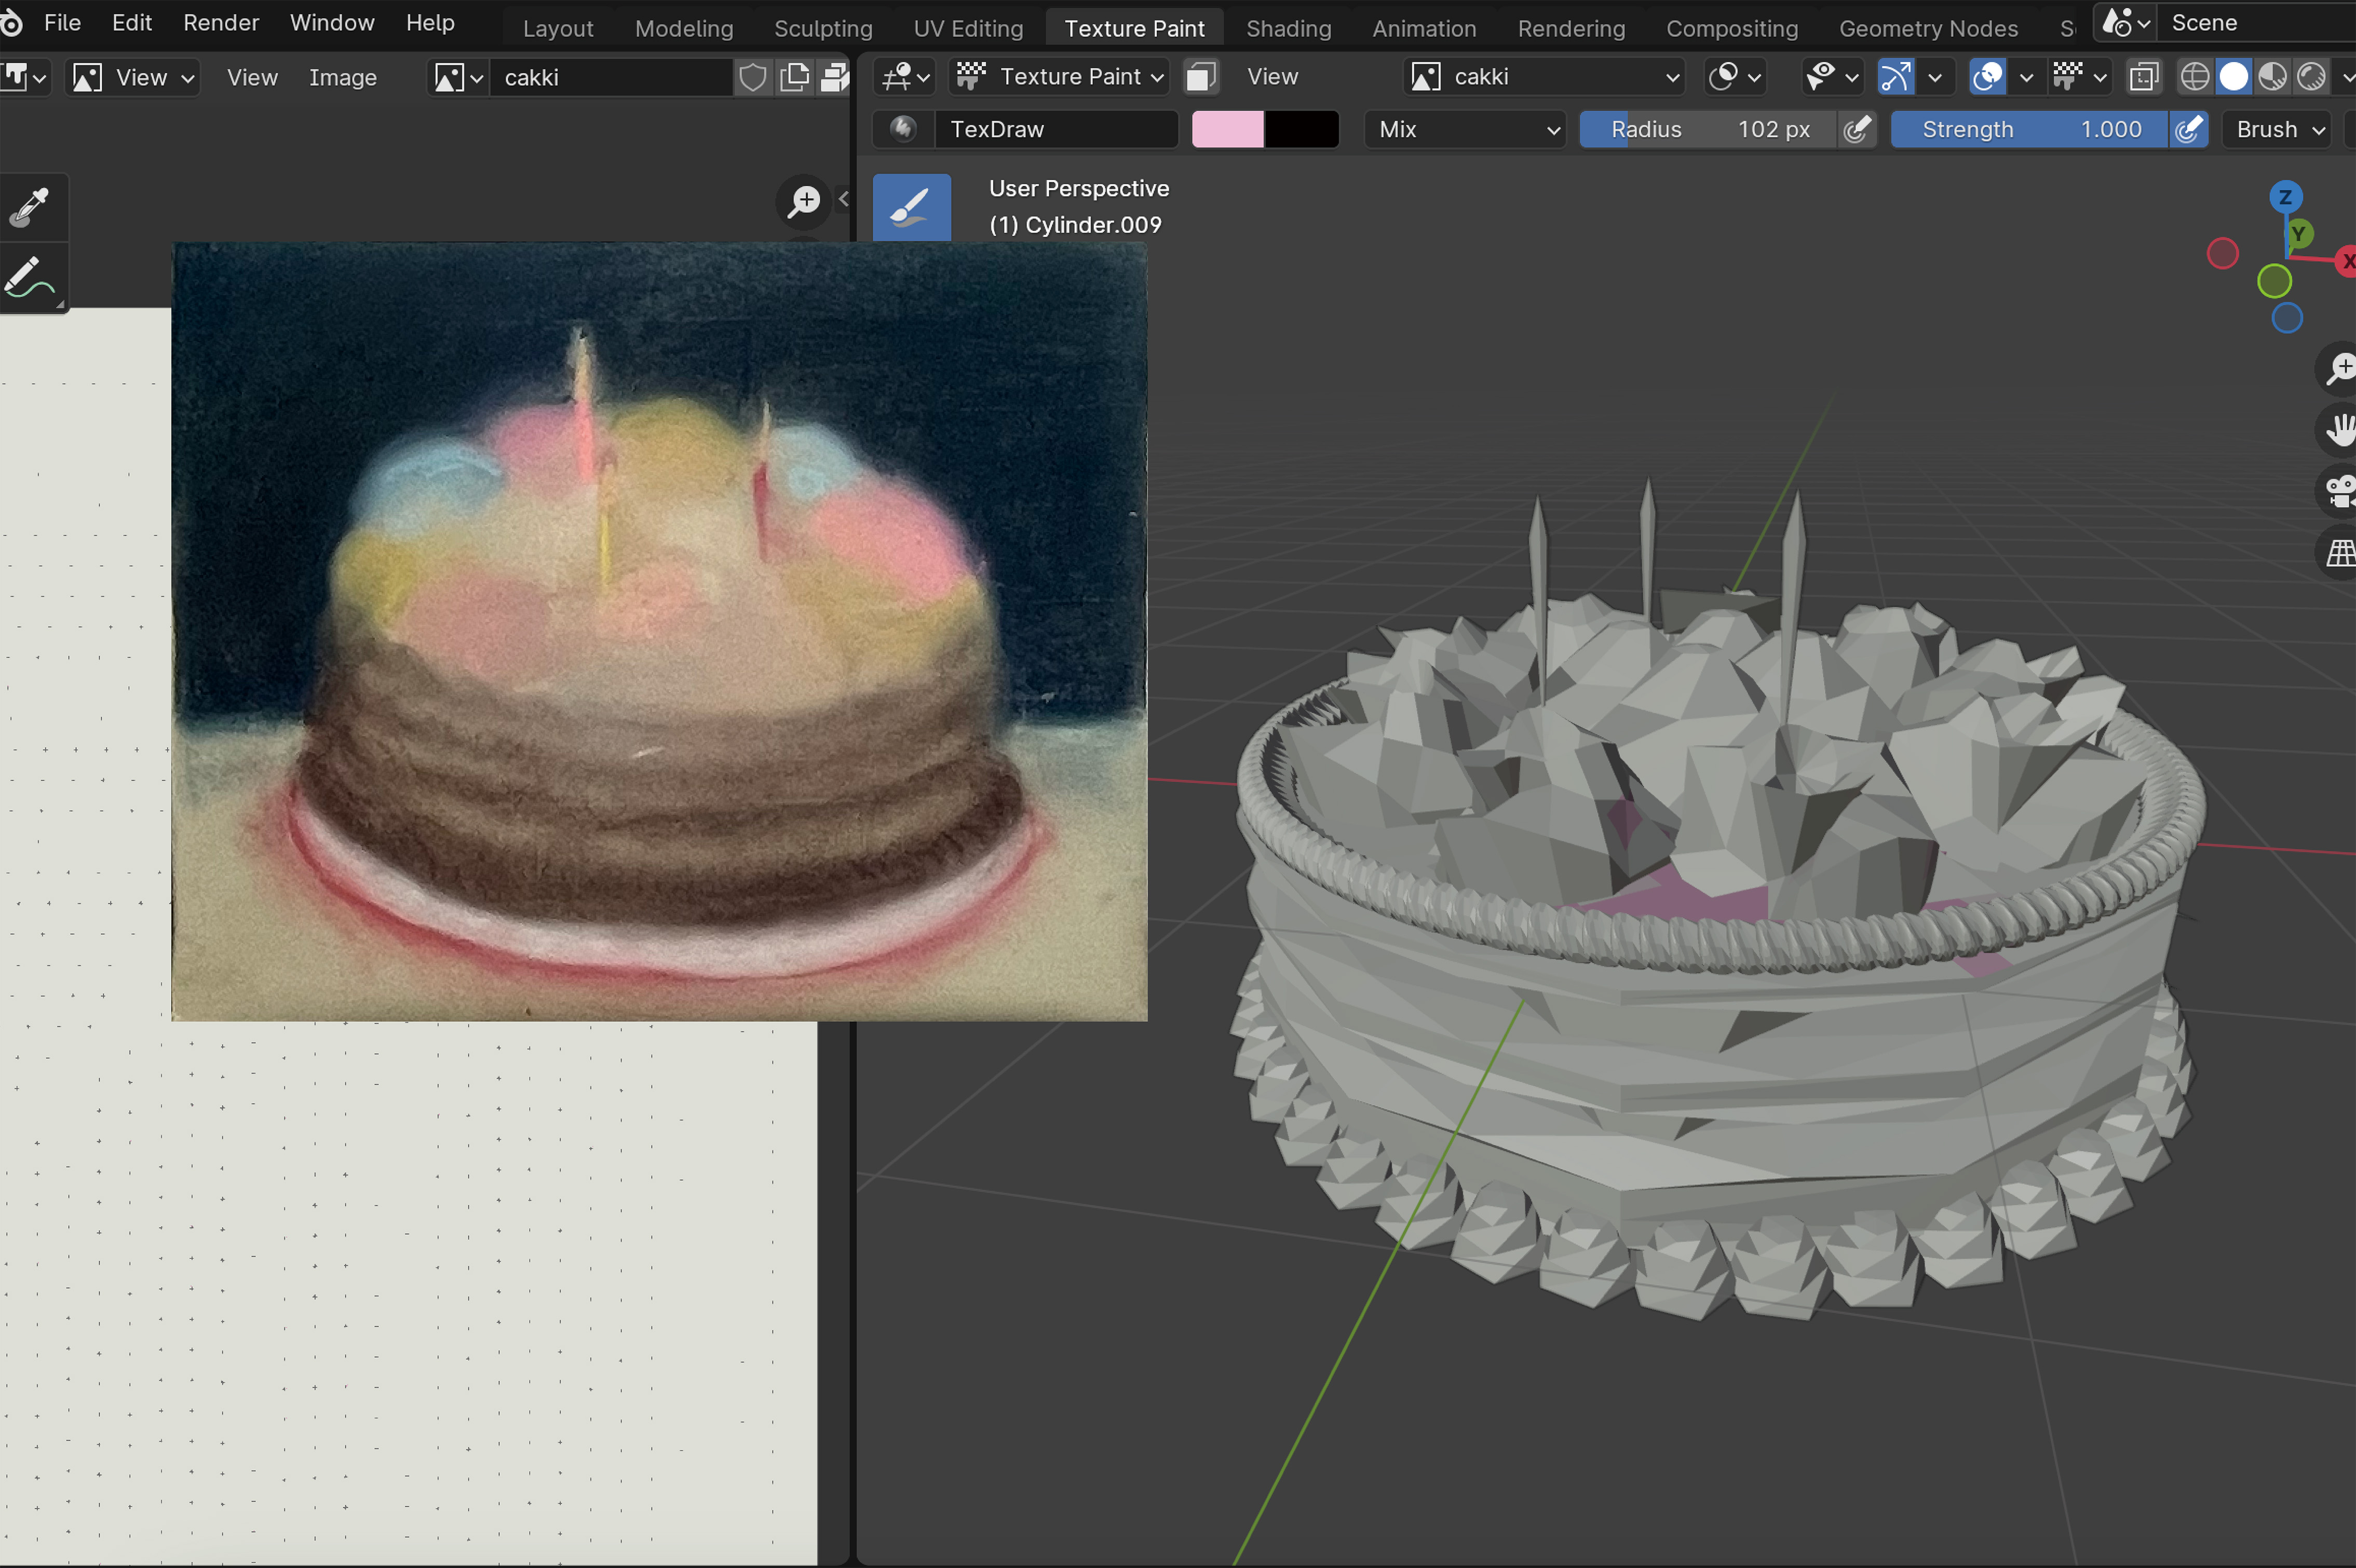 File Edit Render Window Help Layout Modeling Sculpting UV Editing Texture Paint Shading Animation Rendering Compositing Geometry Nodes Scene
View View Image cakki Texture Paint View cakki
TexDraw Mix Radius 102 px Strength 1.000 Brush
User Perspective
(1) Cylinder.009
Z
Y
X